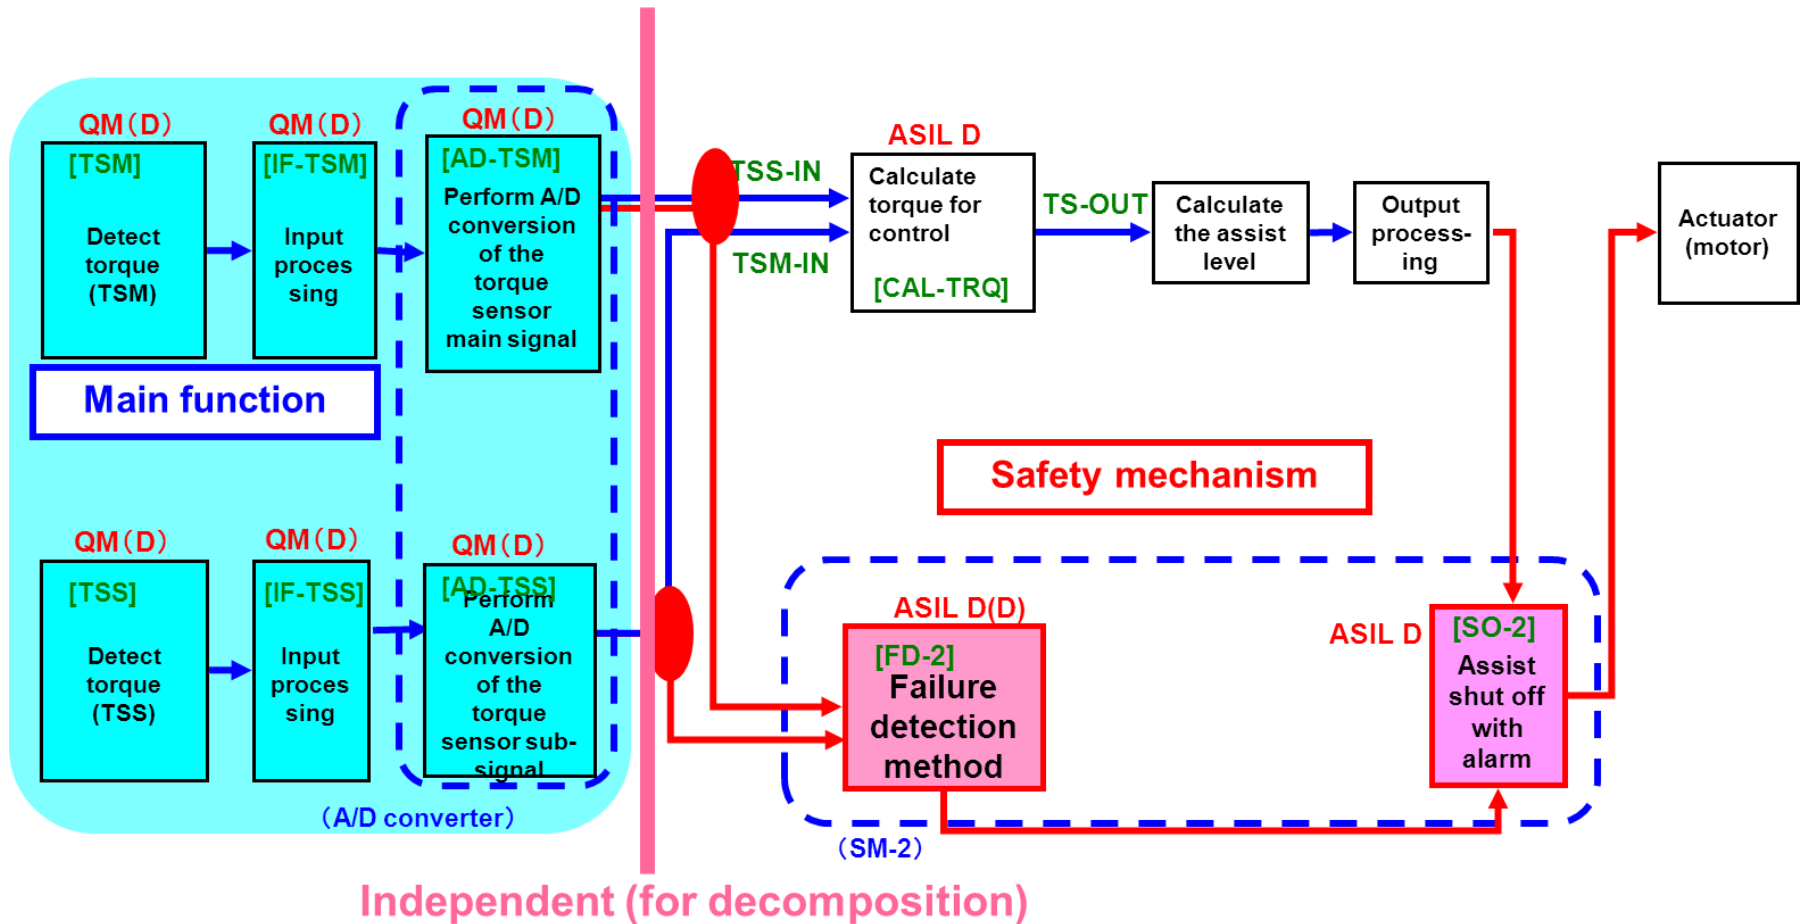 QM（D）
[TSM]
Detect
torque
(TSM)
QM（D）
[IF-TSM]
Input
proces
sing
QM（D）
[AD-TSM]
Perform A/D
conversion
of the
torque
sensor
main signal
Main function
QM（D）
[TSS]
Detect
torque
(TSS)
QM（D）
[IF-TSS]
Input
proces
sing
QM（D）
[AD-TSS]
Perform
A/D
conversion
of the
torque
sensor sub-
signal
（A/D converter）
TSS-IN
TSM-IN
ASIL D
Calculate
torque for
control
[CAL-TRQ]
TS-OUT
Calculate
the assist
level
Output
process-
ing
Actuator
(motor)
Safety mechanism
ASIL D(D)
[FD-2]
Failure
detection
method
ASIL D
[SO-2]
Assist
shut off
with
alarm
（SM-2）
Independent (for decomposition)